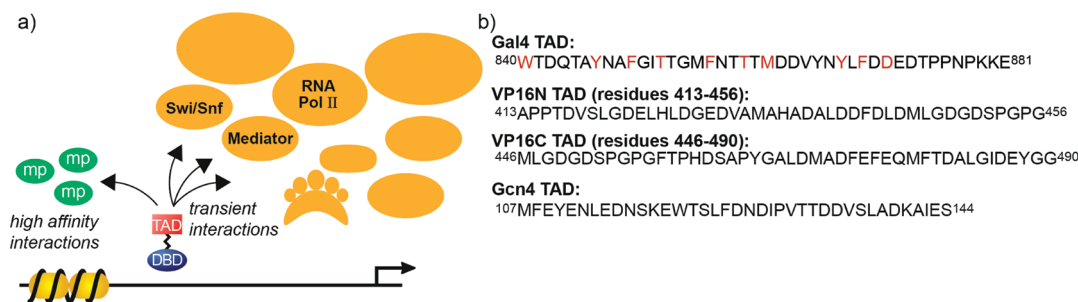 a)
RNA
Pol II
Swi/Snf
Mediator
mp
mp
mp
high affinity
interactions
transient
interactions
TAD
DBD
b)
Gal4 TAD:
840WTDQTAYNAFGITTGMFNTTTMDDVYNYLFDDEDTPPNPKKE881
VP16N TAD (residues 413-456):
413APPTDVSLGDELHLDGEDVAMAHADALDDFDLDMLGDGDSPGPG456
VP16C TAD (residues 446-490):
446MLGDGDSPGPGFTPHDSAPYGALDMADFEFEQMFTDALGIDEYGG490
Gcn4 TAD:
107MFEYENLEDNSKEWTSLFDNDIPVTTDDVSLADKAIES144